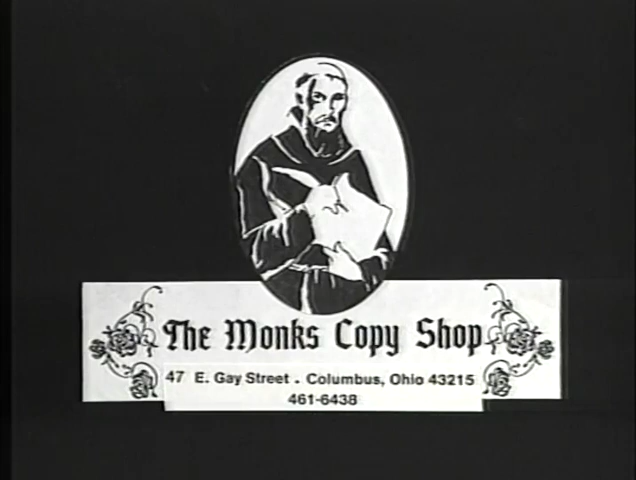 The Monks Copy Shop
47 E. Gay Street . Columbus, Ohio 43215
461-6438